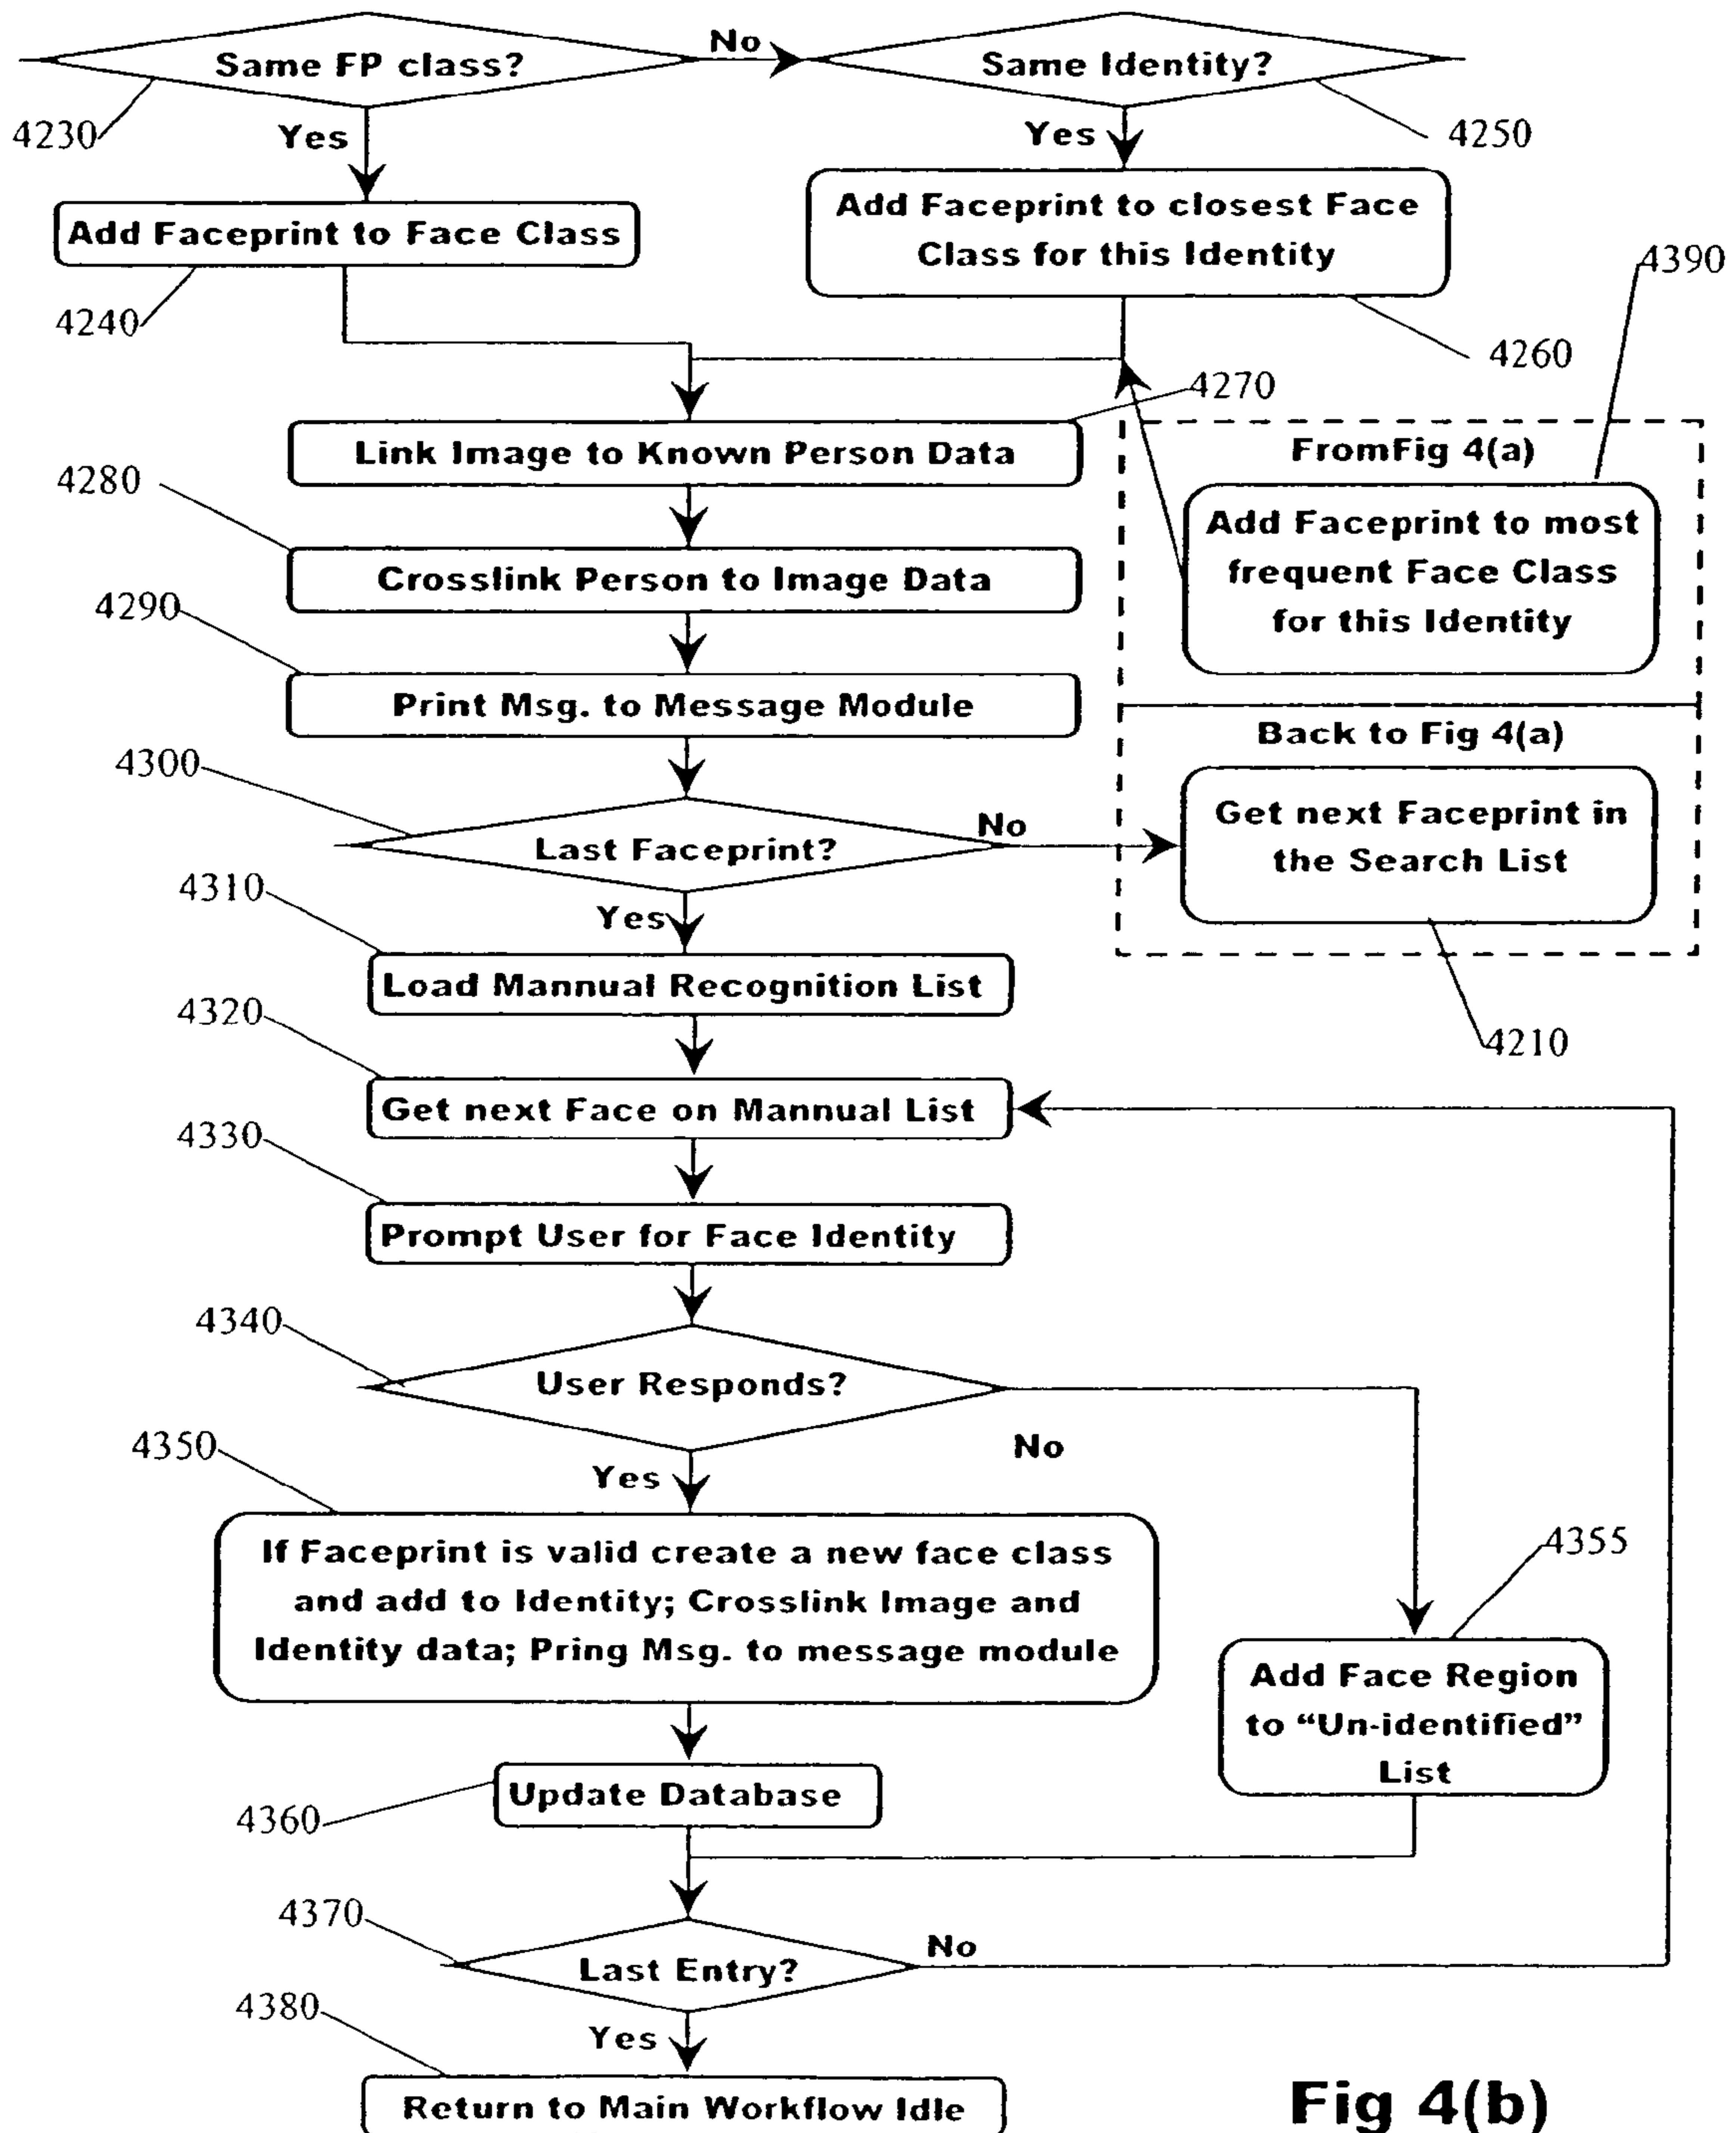 Same FP class?
No
Same Identity?
4230
Yes
Yes
4250
Add Faceprint to Face Class
Add Faceprint to closest Face
Class for this Identity
4240
4260
4390
4270
Link Image to Known Person Data
FromFig 4(a)
4280
Add Faceprint to most
frequent Face Class
for this Identity
Crosslink Person to Image Data
4290
Print Msg. to Message Module
Back to Fig 4(a)
4300
Last Faceprint?
No
Get next Faceprint in
the Search List
4310
Yes
Load Mannual Recognition List
4210
4320
Get next Face on Mannual List
4330
Prompt User for Face Identity
4340
User Responds?
No
4350
Yes
If Faceprint is valid create a new face class
and add to Identity; Crosslink Image and
Identity data; Pring Msg. to message module
4355
Add Face Region
to “Un-identified”
List
Update Database
4360
4370
Last Entry?
No
4380
Yes
Return to Main Workflow Idle
Fig 4(b)